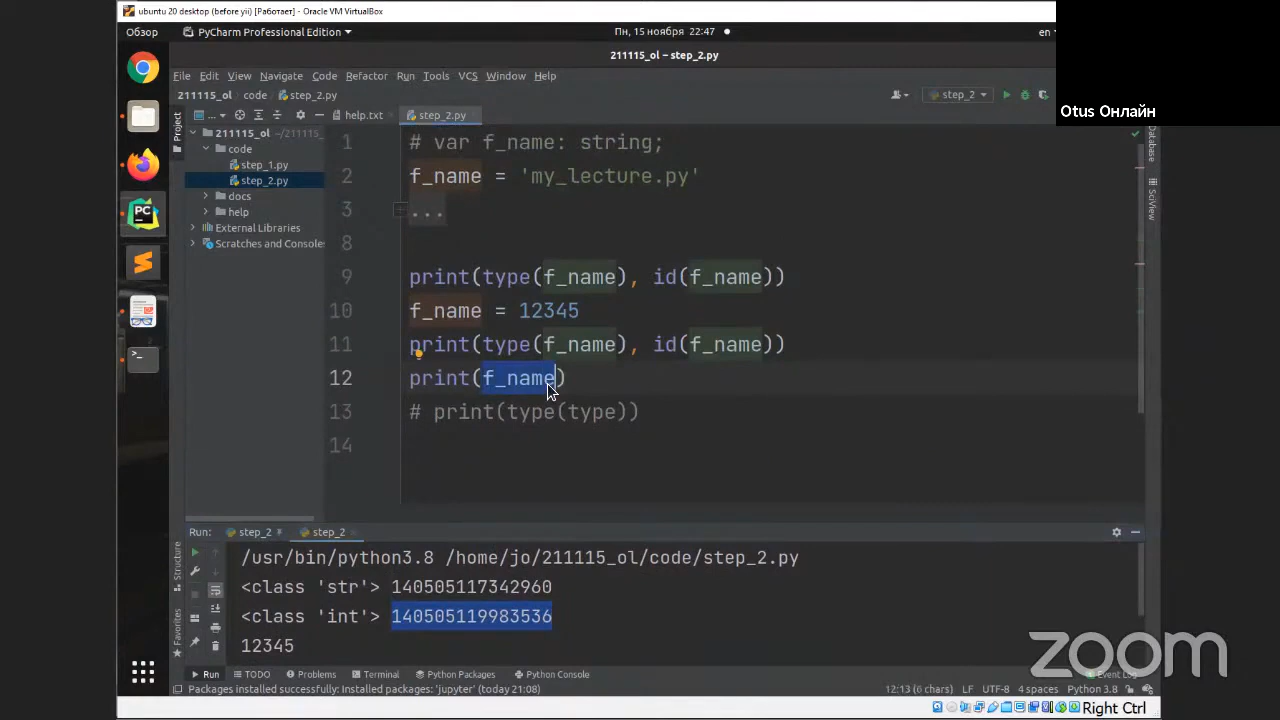 ubuntu 20 desktop (before yii) [Работает] - Oracle VM VirtualBox
Обзор PyCharm Professional Edition Пн, 15 ноября 22:47 en
211115_ol – step_2.py
File Edit View Navigate Code Refactor Run Tools VCS Window Help
211115_ol code step_2.py step_2
Otus Онлайн
Project ... help.txt step_2.py
211115_ol ~/211115_
code
step_1.py
step_2.py
docs
help
External Libraries
Scratches and Consoles
1 # var f_name: string;
2 f_name = 'my_lecture.py'
3 ...
8
9 print(type(f_name), id(f_name))
10 f_name = 12345
11 print(type(f_name), id(f_name))
12 print(f_name)
13 # print(type(type))
14
Database
SciView
Run: step_2 step_2
/usr/bin/python3.8 /home/jo/211115_ol/code/step_2.py
<class 'str'> 140505117342960
<class 'int'> 140505119983536
12345
Structure
Favorites
zoom
Run TODO Problems Terminal Python Packages Python Console Event Log
Packages installed successfully: Installed packages: 'jupyter' (today 21:08) 12:13 (6 chars) LF UTF-8 4 spaces Python 3.8
Right Ctrl